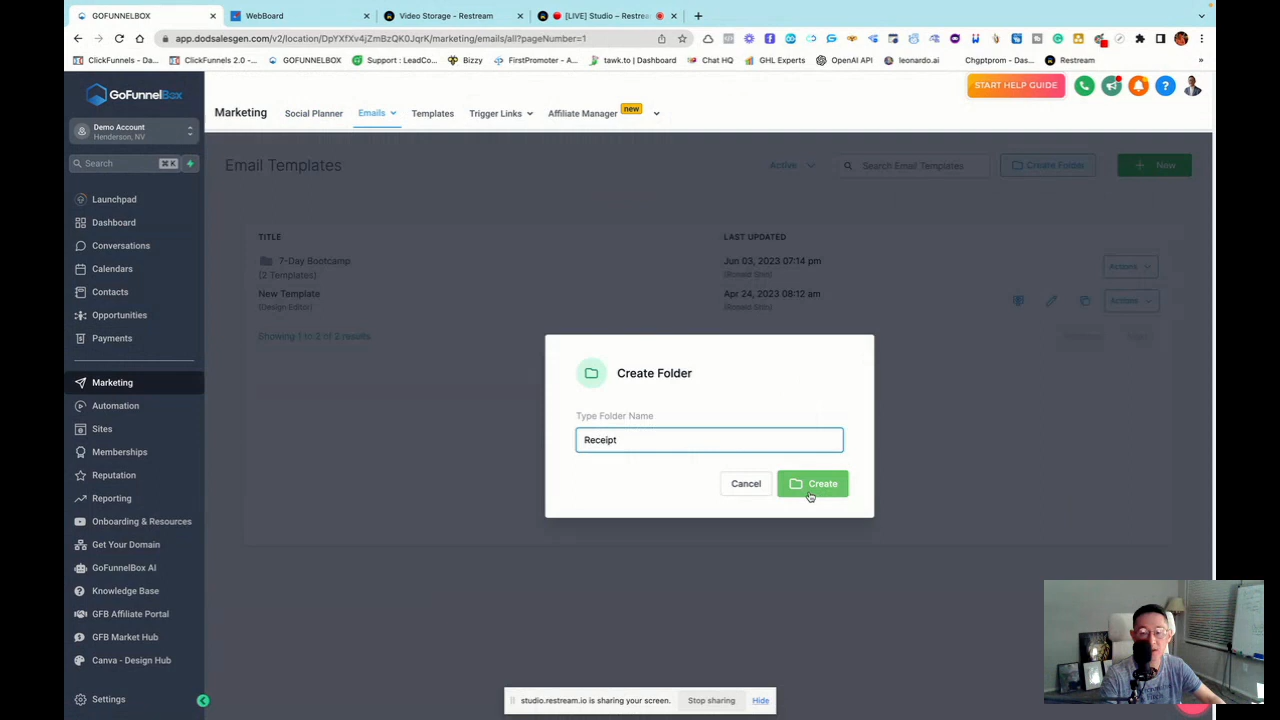 GOFUNNELBOX
WebBoard
Video Storage - Restream
[LIVE] Studio – Restrea
app.dodsalesgen.com/v2/location/DpYXfXv4jZmBzQK0JqrK/marketing/emails/all?pageNumber=1
ClickFunnels - Da...
ClickFunnels 2.0 -...
GOFUNNELBOX
Support : LeadCo...
Bizzy
FirstPromoter - A...
tawk.to | Dashboard
Chat HQ
GHL Experts
OpenAI API
leonardo.ai
Chgptprom...
Restream
GoFunnelBox
START HELP GUIDE
Marketing
Social Planner
Emails
Templates
Trigger Links
Affiliate Manager
new
Demo Account
Henderson, NV
Search
⌘K
Launchpad
Dashboard
Conversations
Calendars
Contacts
Opportunities
Payments
Marketing
Automation
Sites
Memberships
Reputation
Reporting
Onboarding & Resources
Get Your Domain
GoFunnelBox AI
Knowledge Base
GFB Affiliate Portal
GFB Market Hub
Canva - Design Hub
Settings
Email Templates
Active
Search Email Templates
Create Folder
New
TITLE
LAST UPDATED
7-Day Bootcamp
(2 Templates)
Jun 03, 2023 07:14 pm
Actions
New Template
(Design Editor)
Apr 24, 2023 08:12 am
Actions
Showing 1 to 2 of 2 results
Create Folder
Type Folder Name
Receipt
Cancel
Create
studio.restream.io is sharing your screen.
Stop sharing
Hide